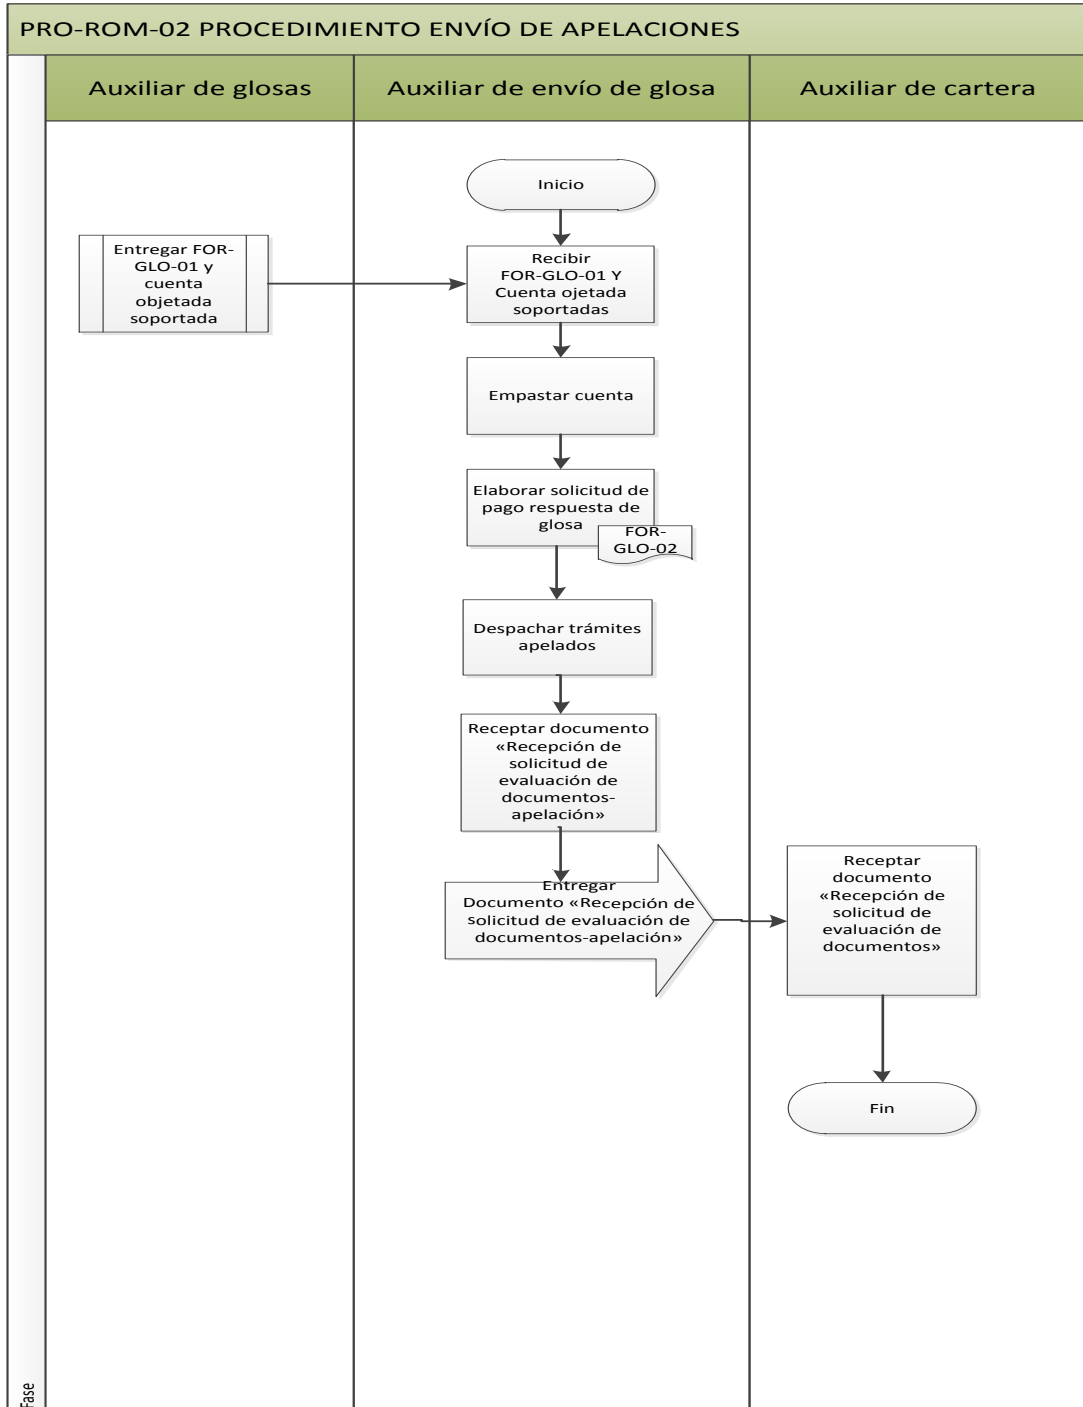 PRO-ROM-02 PROCEDIMIENTO ENVÍO DE APELACIONES
Auxiliar de glosas
Auxiliar de envío de glosa
Auxiliar de cartera
Inicio
Entregar FOR-
GLO-01 y
cuenta
objetada
soportada
Recibir
FOR-GLO-01 Y
Cuenta ojetada
soportadas
Empastar cuenta
Elaborar solicitud de
pago respuesta de
glosa
FOR-
GLO-02
Despachar trámites
apelados
Receptar documento
«Recepción de
solicitud de
evaluación de
documentos-
apelación»
Entregar
Documento «Recepción de
solicitud de evaluación de
documentos-apelación»
Receptar
documento
«Recepción de
solicitud de
evaluación de
documentos»
Fin
Fase